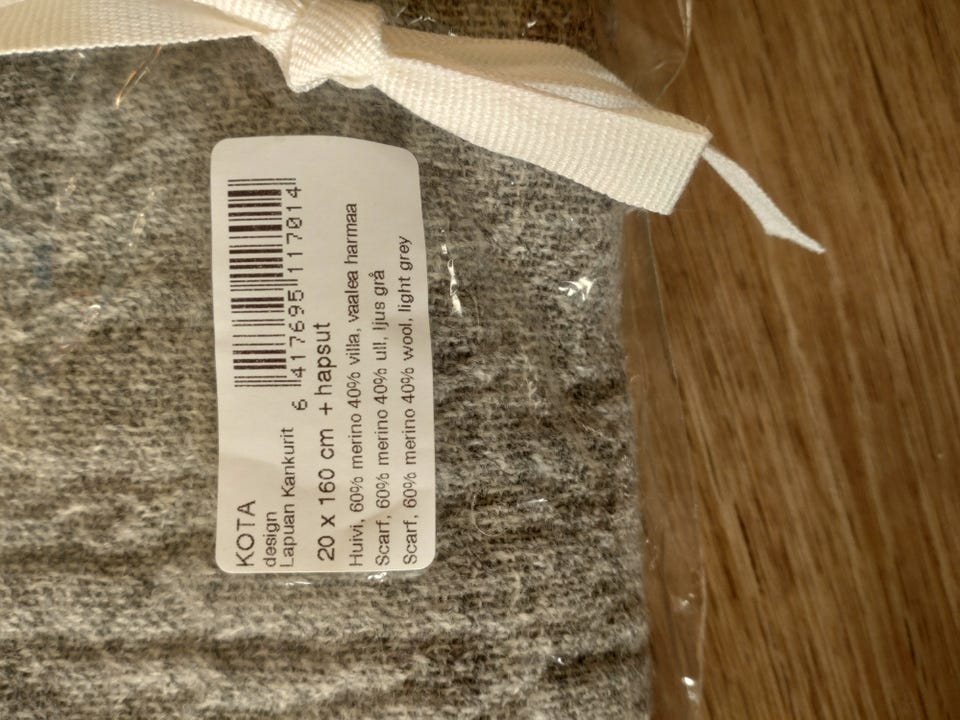 KOTA
design
Lapuan Kankurit
6 417695 117014
20 x 160 cm + hapsut
Huivi, 60% merino 40% villa, vaalea harmaa
Scarf, 60% merino 40% ull, ljus grå
Scarf, 60% merino 40% wool, light grey